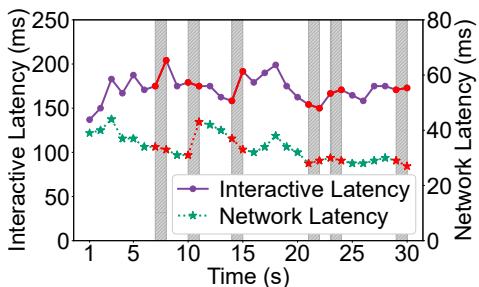 Interactive Latency (ms)
250
200
150
100
50
0
80
60
40
20
0
Network Latency (ms)
Interactive Latency
Network Latency
1 5 10 15 20 25 30
Time (s)